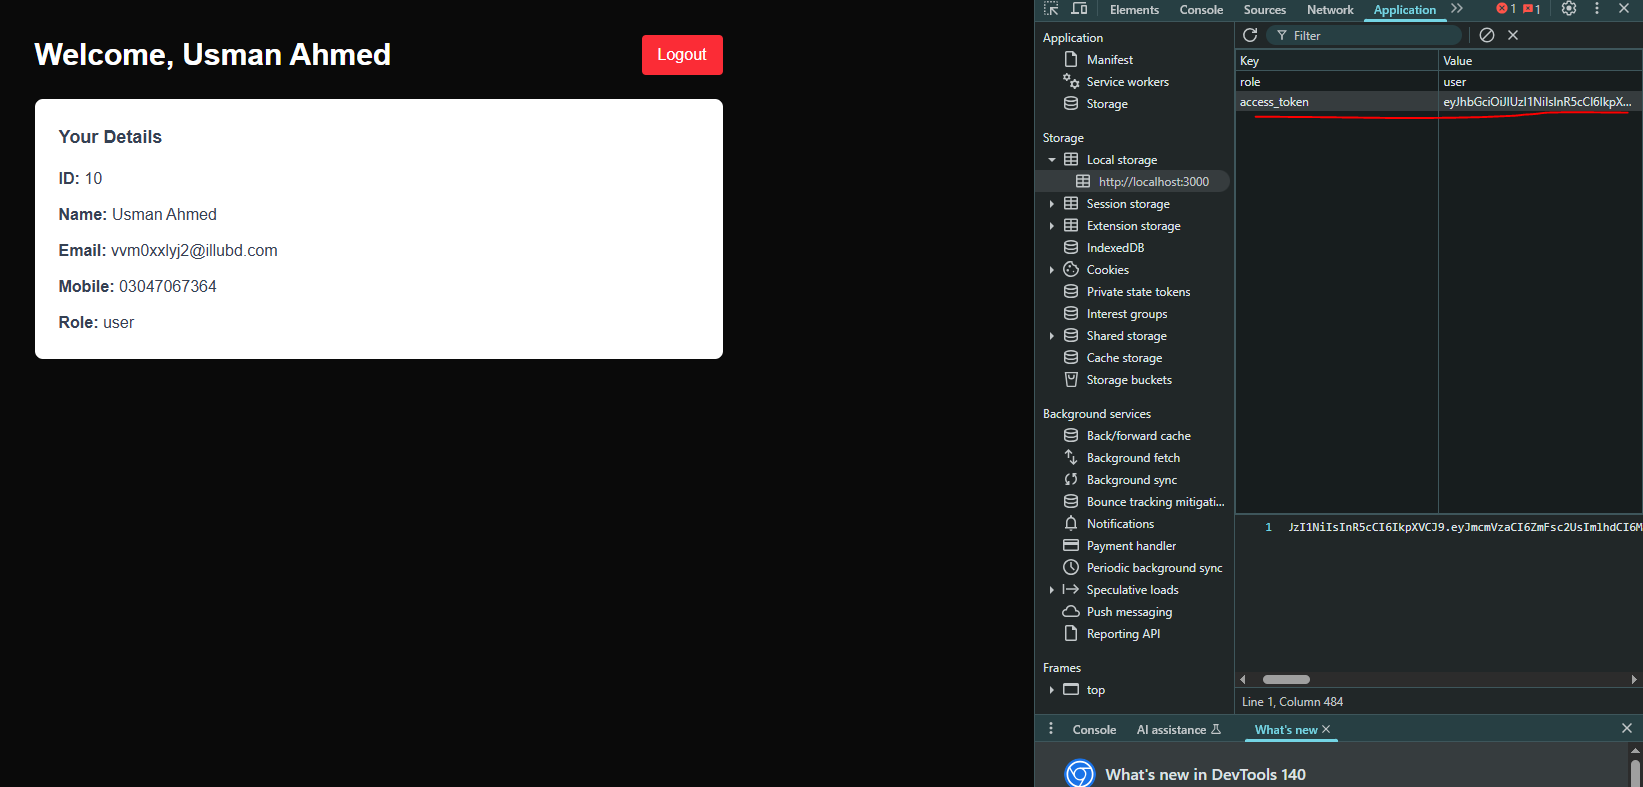 Welcome, Usman Ahmed
Logout
Your Details
ID: 10
Name: Usman Ahmed
Email: vvm0xxlyj2@illubd.com
Mobile: 03047067364
Role: user
Elements Console Sources Network Application 1 1
Application
Manifest
Service workers
Storage
Storage
Local storage
http://localhost:3000
Session storage
Extension storage
IndexedDB
Cookies
Private state tokens
Interest groups
Shared storage
Cache storage
Storage buckets
Background services
Back/forward cache
Background fetch
Background sync
Bounce tracking mitigati...
Notifications
Payment handler
Periodic background sync
Speculative loads
Push messaging
Reporting API
Frames
top
Filter
Key Value
role user
access_token eyJhbGciOiJIUzI1NiIsInR5cCI6IkpX...
1 JzI1NiIsInR5cCI6IkpXVCJ9.eyJmcmVzaCI6ZmFsc2UsImlhdCI6M
Line 1, Column 484
Console AI assistance What's new
What's new in DevTools 140